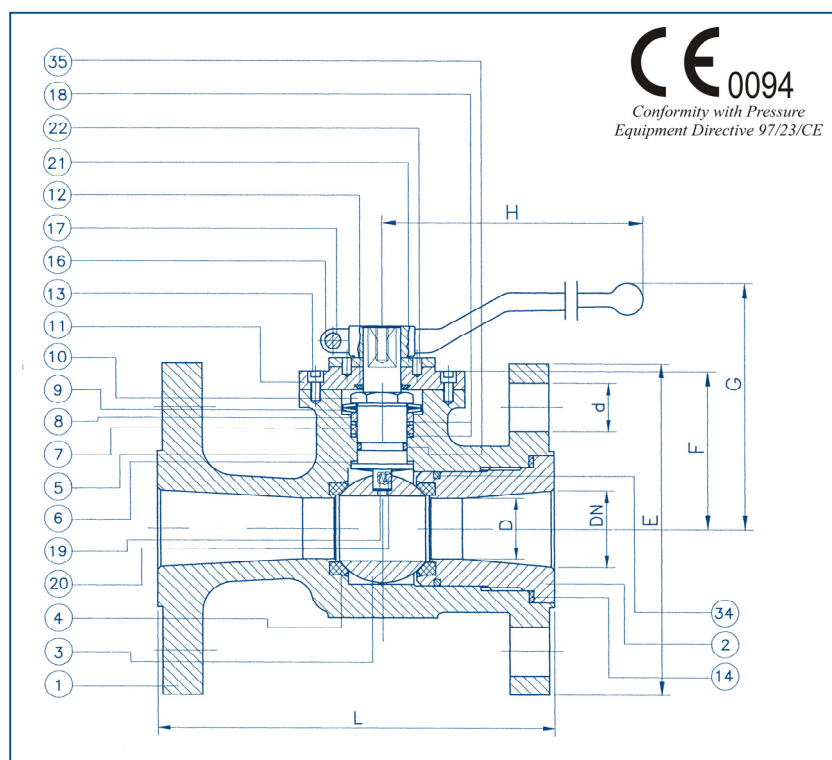 CE 0094
Conformity with Pressure
Equipment Directive 97/23/CE
35
18
22
21
12
17
16
13
11
10
9
8
7
5
6
19
20
4
3
1
H
G
F
E
d
D
DN
L
34
2
14